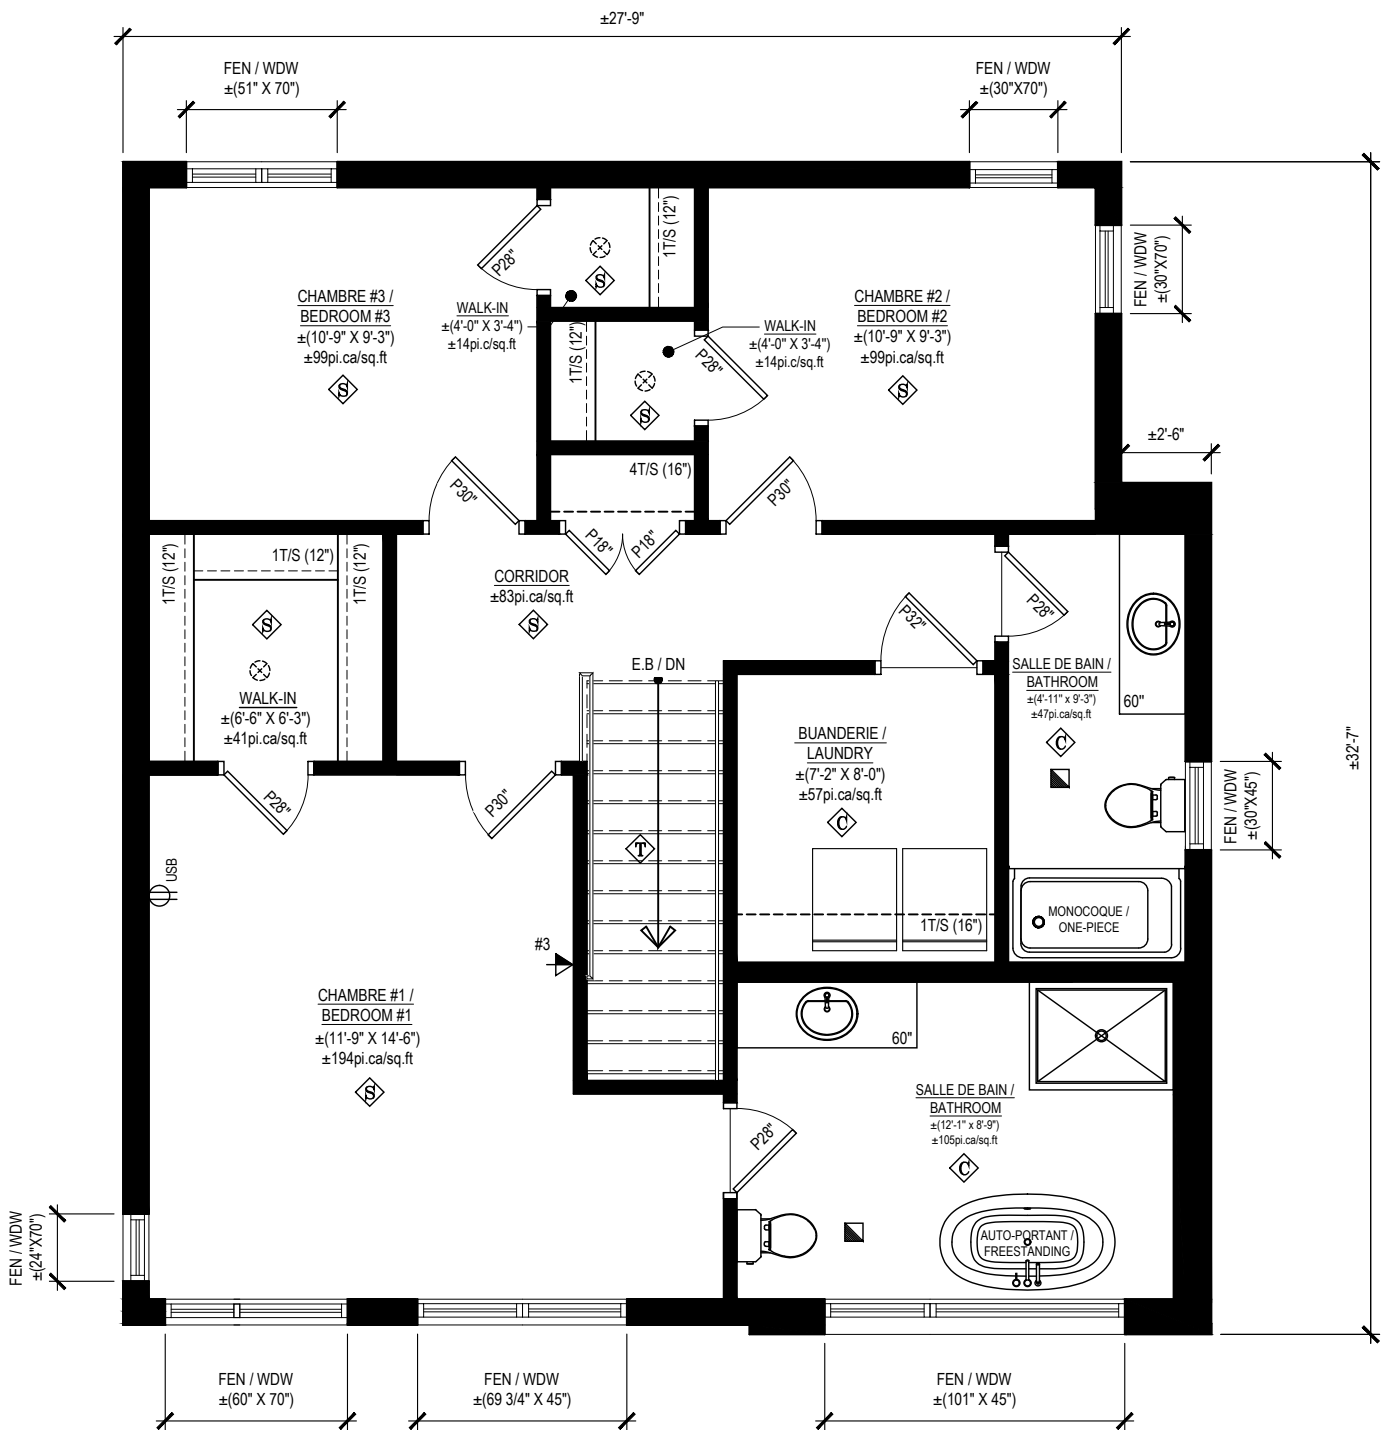 ±27'-9"
FEN / WDW
±(51" X 70")
FEN / WDW
±(30"X70")
1T/S (12")
P28"
S
FEN / WDW
±(30"X70")
CHAMBRE #3 /
BEDROOM #3
±(10'-9" X 9'-3")
±99pi.ca/sq.ft
S
WALK-IN
±(4'-0" X 3'-4")
±14pi.c/sq.ft
1T/S (12")
S
WALK-IN
±(4'-0" X 3'-4")
±14pi.c/sq.ft
P28"
CHAMBRE #2 /
BEDROOM #2
±(10'-9" X 9'-3")
±99pi.ca/sq.ft
S
±2'-6"
4T/S (16")
P30"
P30"
P18"
P18"
1T/S (12")
1T/S (12")
1T/S (12")
S
WALK-IN
±(6'-6" X 6'-3")
±41pi.ca/sq.ft
CORRIDOR
±83pi.ca/sq.ft
S
P32"
P28"
E.B / DN
SALLE DE BAIN /
BATHROOM
±(4'-11" x 9'-3")
±47pi.ca/sq.ft
C
60"
BUANDERIE /
LAUNDRY
±(7'-2" X 8'-0")
±57pi.ca/sq.ft
C
±32'-7"
FEN / WDW
±(30"X45")
P28"
P30"
T
USB
1T/S (16")
MONOCOQUE /
ONE-PIECE
#3
CHAMBRE #1 /
BEDROOM #1
±(11'-9" X 14'-6")
±194pi.ca/sq.ft
S
60"
SALLE DE BAIN /
BATHROOM
±(12'-1" x 8'-9")
±105pi.ca/sq.ft
C
P28"
AUTO-PORTANT /
FREESTANDING
FEN / WDW
±(24"X70")
FEN / WDW
±(60" X 70")
FEN / WDW
±(69 3/4" X 45")
FEN / WDW
±(101" X 45")